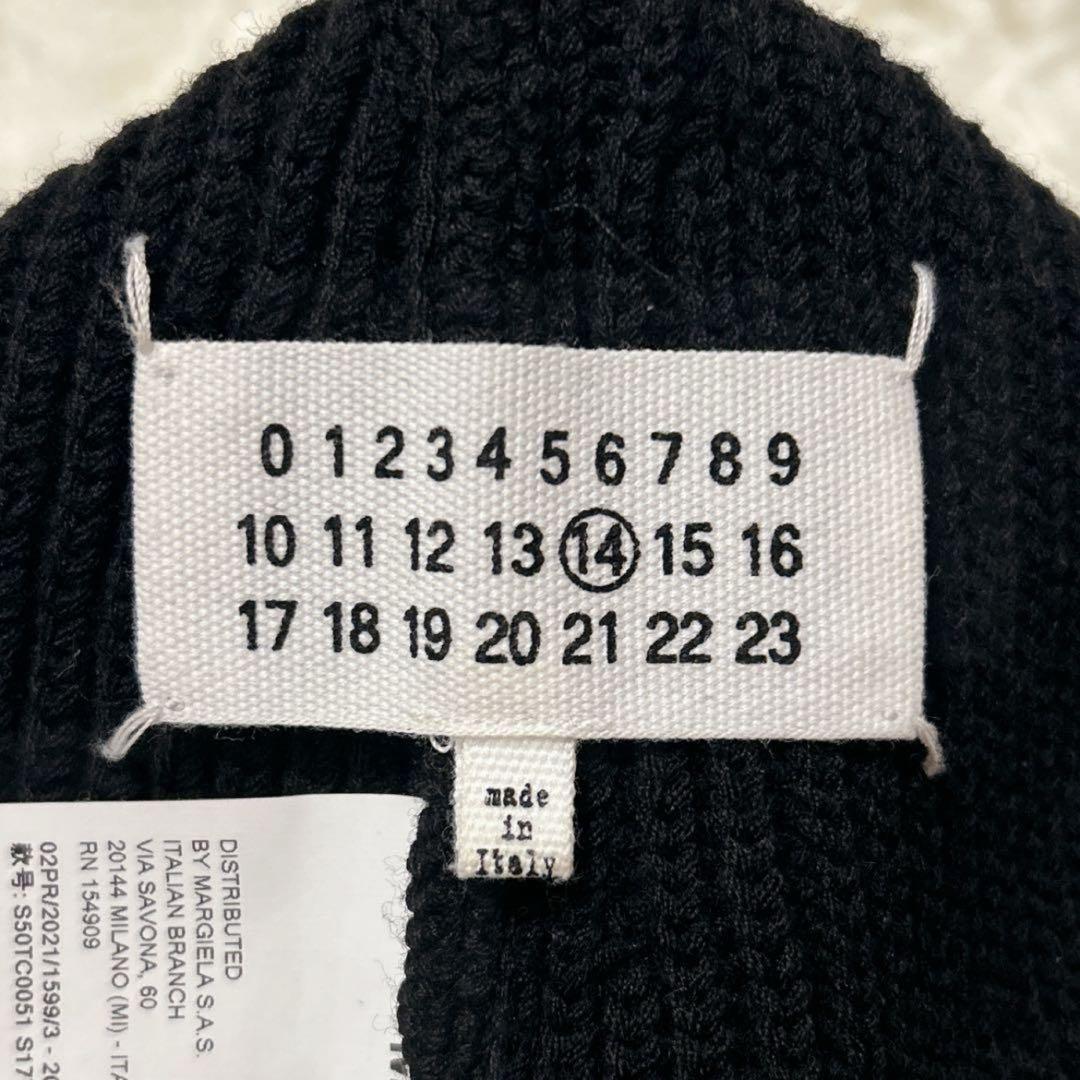 0 1 2 3 4 5 6 7 8 9
10 11 12 13 14 15 16
17 18 19 20 21 22 23
made
in
Italy
DISTRIBUTED
BY MARGIELA S.A.S.
ITALIAN BRANCH
VIA SAVONA, 60
20144 MILANO (MI) - ITA
RN 154909
02PR/2021/1599/3 - 20
款号: S50TC0051 S17